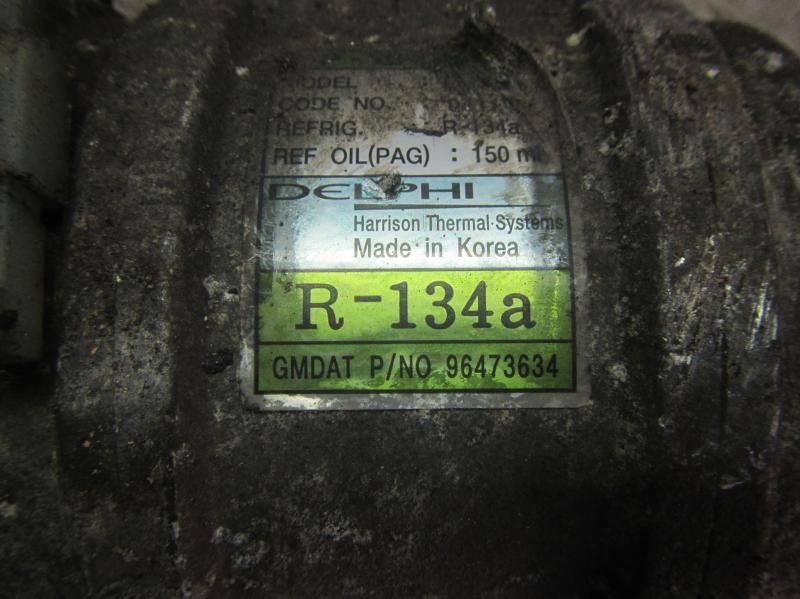 MODEL :
CODE NO.
REFRIG. R-134a
REF OIL(PAG) : 150 ml
DELPHI
Harrison Thermal Systems
Made in Korea
R-134a
GMDAT P/NO 96473634